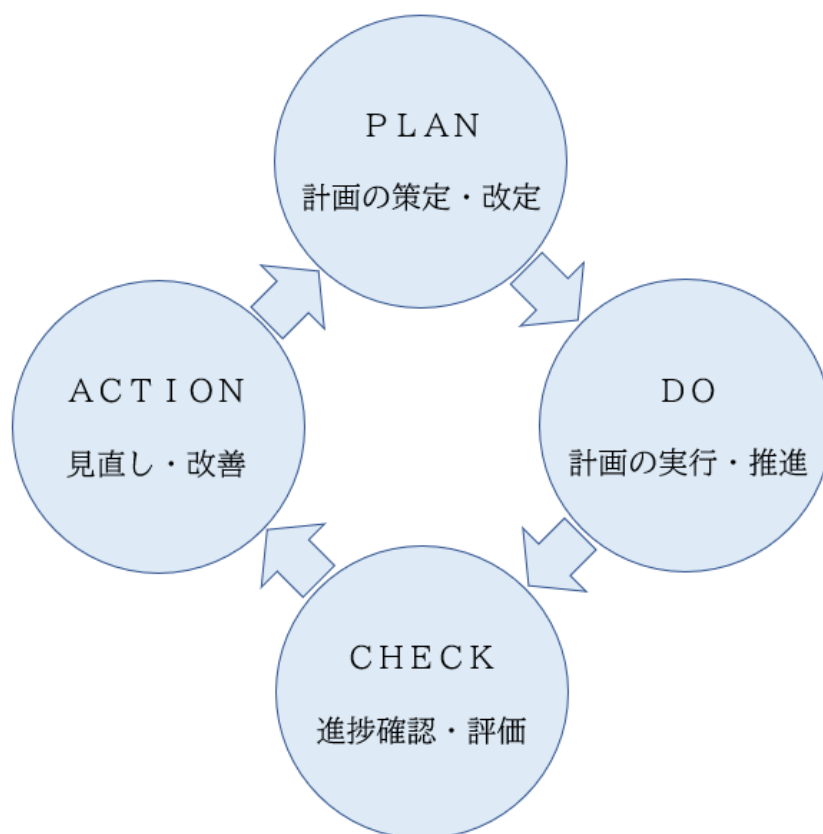 ＰＬＡＮ
計画の策定・改定
ＤＯ
計画の実行・推進
ＣＨＥＣＫ
進捗確認・評価
ＡＣＴＩＯＮ
見直し・改善